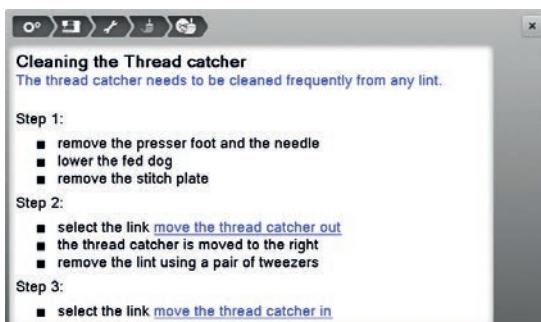 Cleaning the Thread catcher
The thread catcher needs to be cleaned frequently from any lint.
Step 1:
■ remove the presser foot and the needle
■ lower the fed dog
■ remove the stitch plate
Step 2:
■ select the link move the thread catcher out
■ the thread catcher is moved to the right
■ remove the lint using a pair of tweezers
Step 3:
■ select the link move the thread catcher in